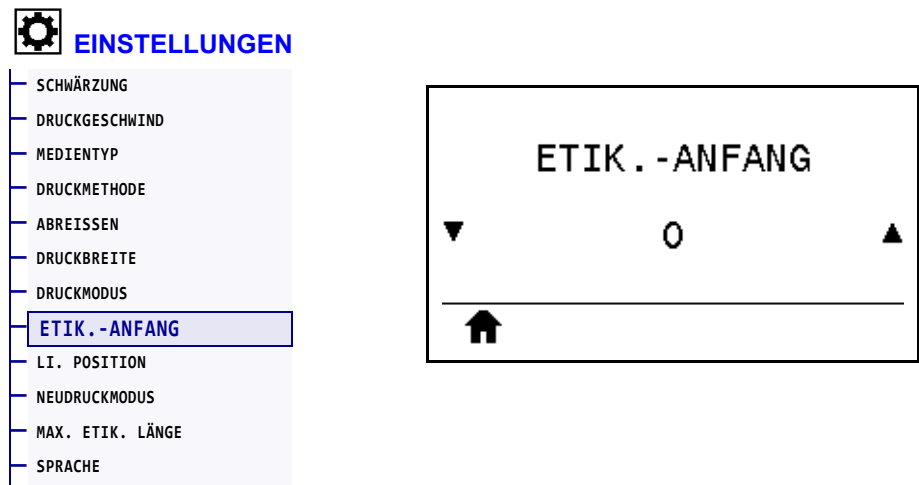 EINSTELLUNGEN
SCHWÄRZUNG
DRUCKGESCHWIND
MEDIENTYP
DRUCKMETHODE
ABREISSEN
DRUCKBREITE
DRUCKMODUS
ETIK.-ANFANG
LI. POSITION
NEUDRUCKMODUS
MAX. ETIK. LÄNGE
SPRACHE
ETIK.-ANFANG
▼ 0 ▲